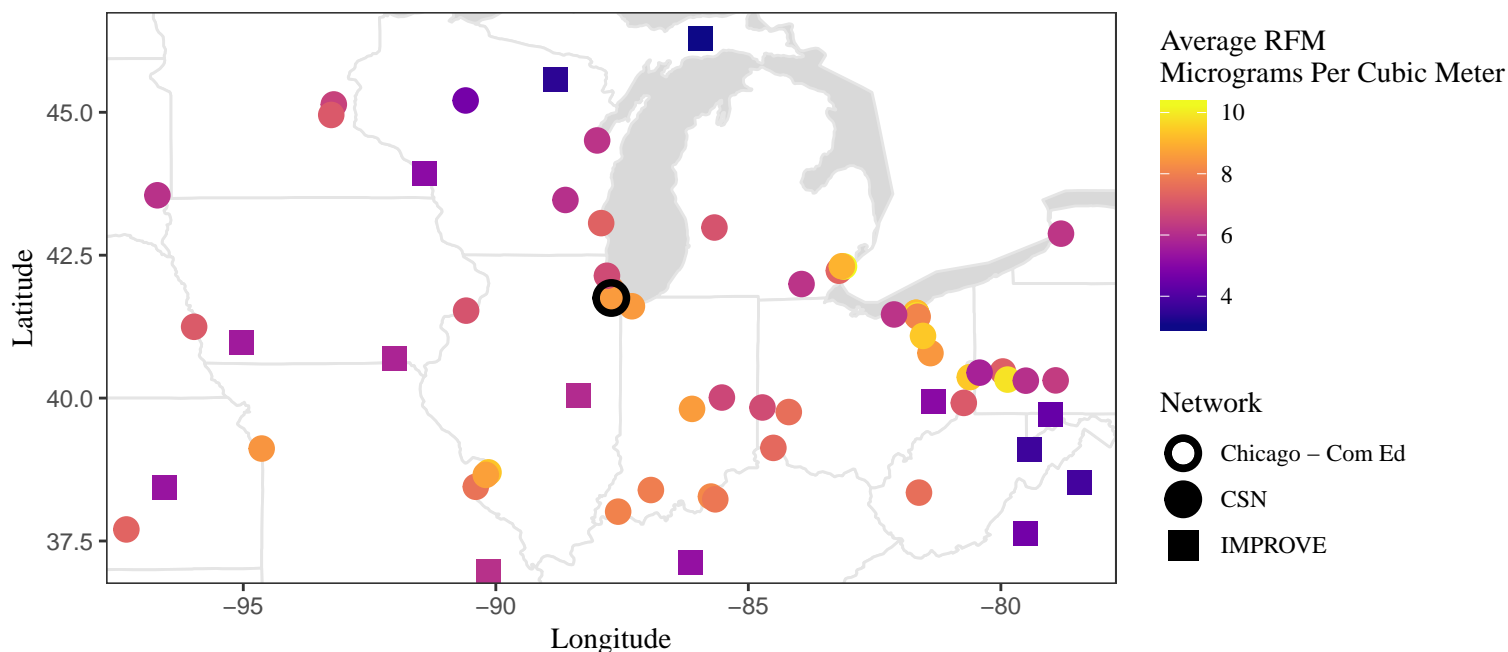 45.0
42.5
40.0
37.5
Latitude
−95
−90
−85
−80
Longitude
Average RFM
Micrograms Per Cubic Meter
10
8
6
4
Network
Chicago − Com Ed
CSN
IMPROVE